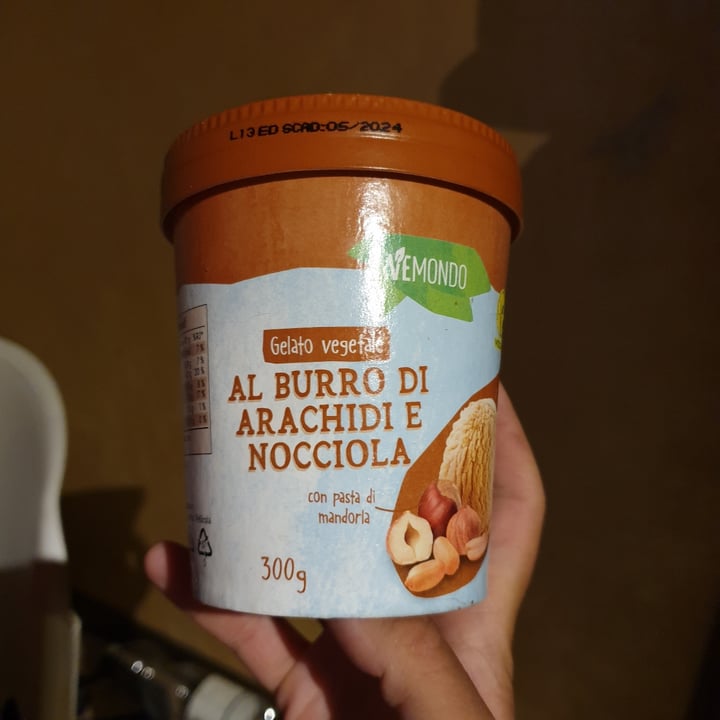 L13ED SCAD:05/2024
VEMONDO
Gelato vegetale
AL BURRO DI
ARACHIDI E
NOCCIOLA
con pasta di
mandorla
300g